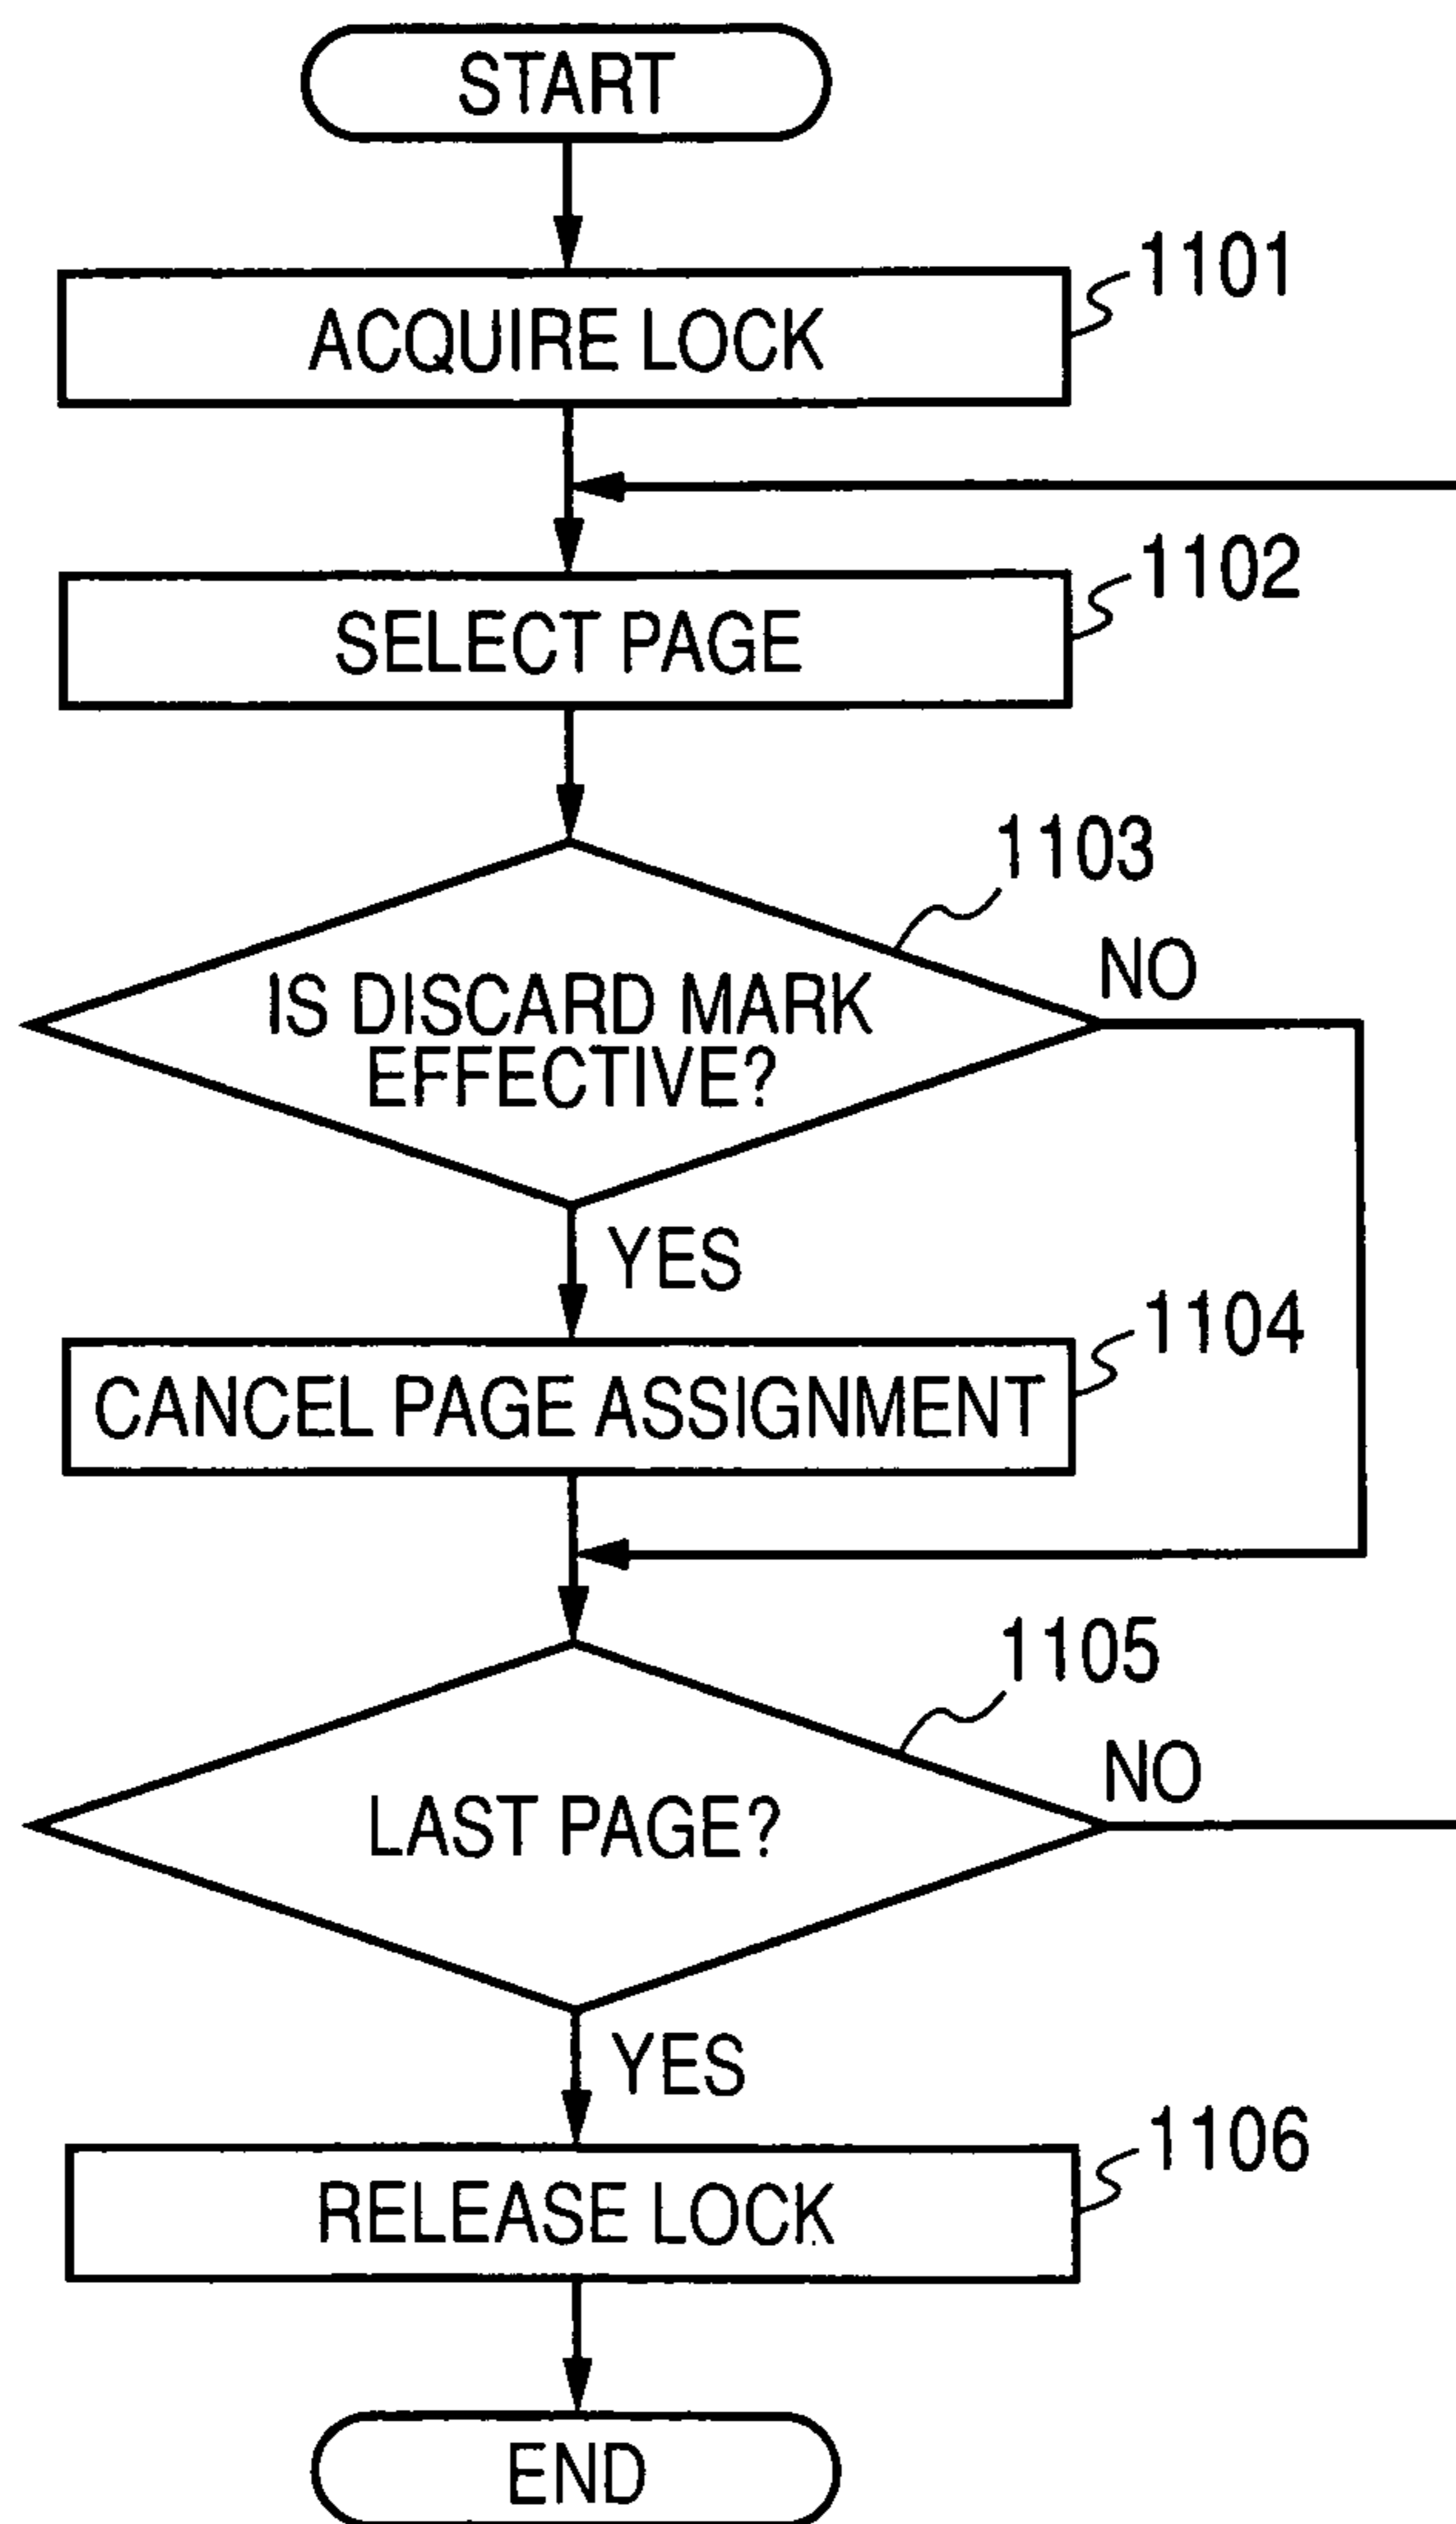 START
1101
ACQUIRE LOCK
1102
SELECT PAGE
1103
NO
IS DISCARD MARK
EFFECTIVE?
YES
1104
CANCEL PAGE ASSIGNMENT
1105
NO
LAST PAGE?
YES
1106
RELEASE LOCK
END